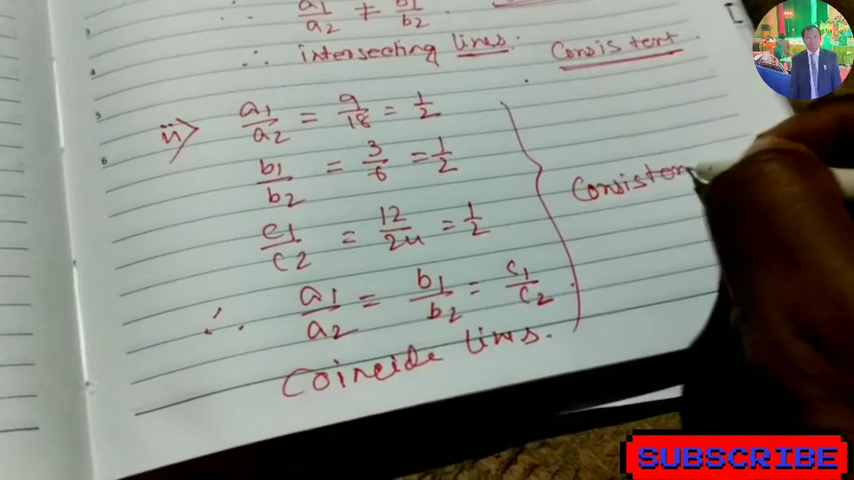 ∴ a1/a2 ≠ b1/b2
∴ intersecting lines. Consistent
ii> a1/a2 = 9/18 = 1/2
b1/b2 = 3/6 = 1/2
c1/c2 = 12/24 = 1/2
∴ a1/a2 = b1/b2 = c1/c2.
Coincide lines.
Consisten
SUBSCRIBE